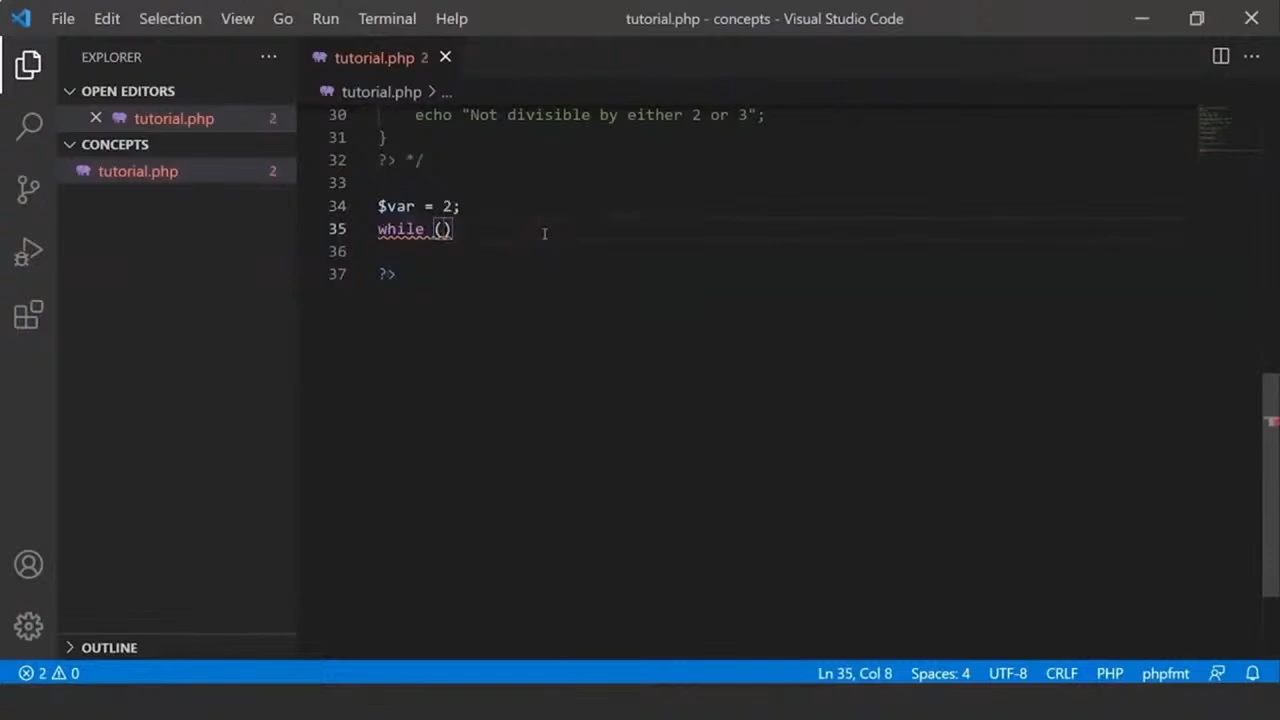 File Edit Selection View Go Run Terminal Help tutorial.php - concepts - Visual Studio Code
EXPLORER
OPEN EDITORS
tutorial.php 2
CONCEPTS
tutorial.php 2
OUTLINE
tutorial.php 2
tutorial.php > ...
30 echo "Not divisible by either 2 or 3";
31 }
32 ?> */
33
34 $var = 2;
35 while ()
36
37 ?>
2 0 Ln 35, Col 8 Spaces: 4 UTF-8 CRLF PHP phpfmt